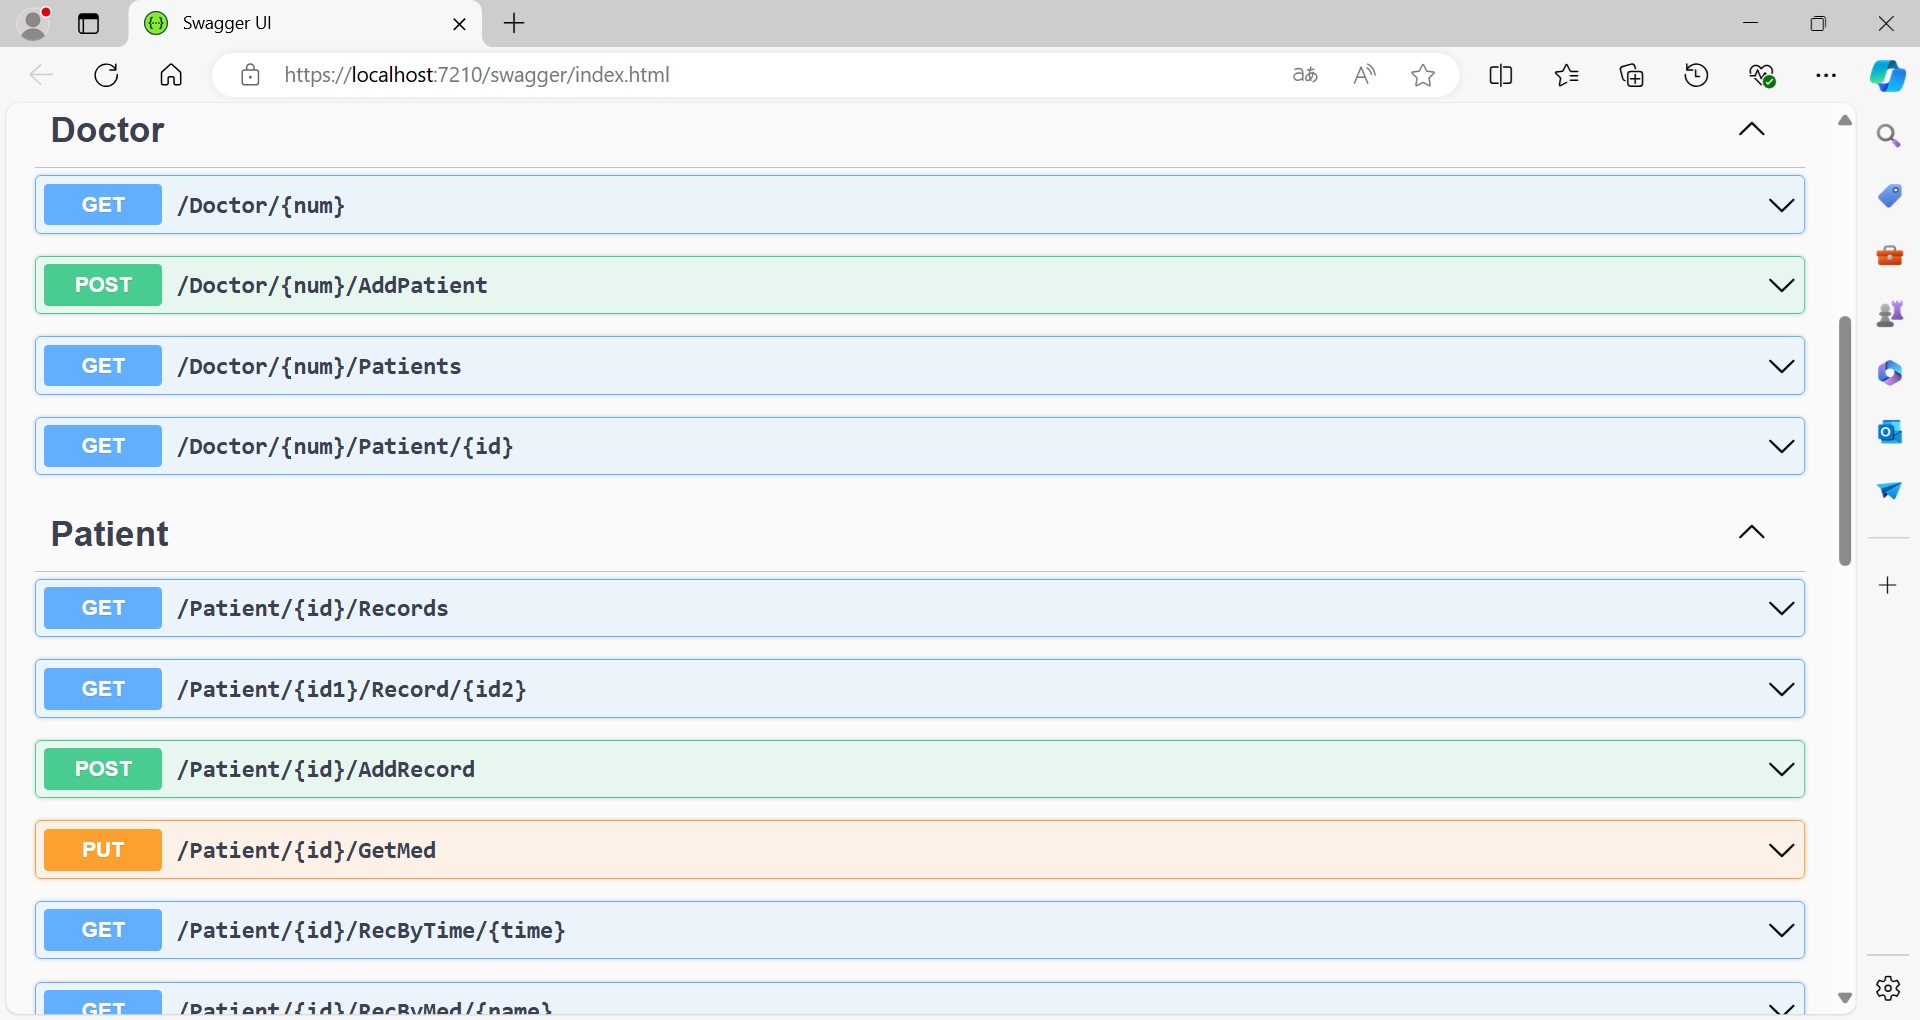 Swagger UI
https://localhost:7210/swagger/index.html
Doctor
GET /Doctor/{num}
POST /Doctor/{num}/AddPatient
GET /Doctor/{num}/Patients
GET /Doctor/{num}/Patient/{id}
Patient
GET /Patient/{id}/Records
GET /Patient/{id1}/Record/{id2}
POST /Patient/{id}/AddRecord
PUT /Patient/{id}/GetMed
GET /Patient/{id}/RecByTime/{time}
GET /Patient/{id}/RecByMed/{name}